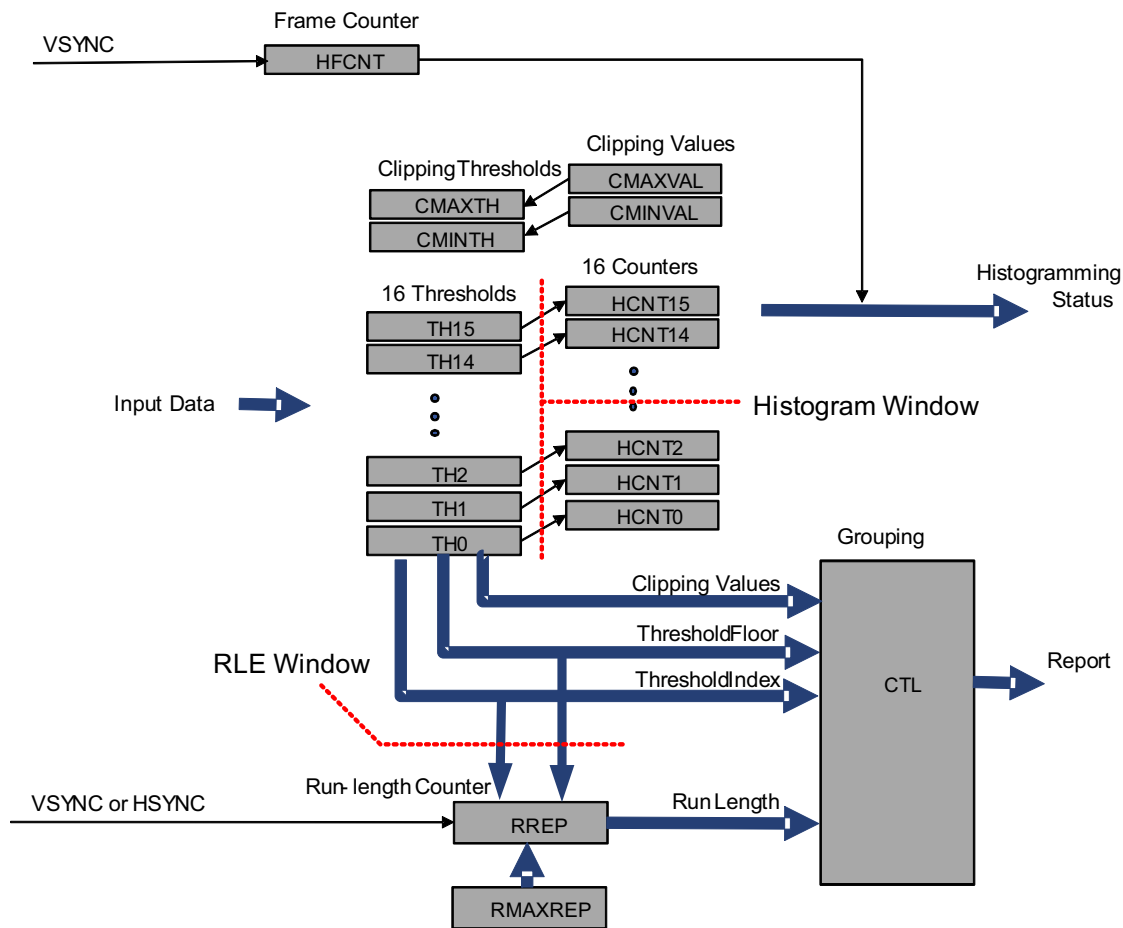 Frame Counter
VSYNC
HFCNT
Clipping Values
ClippingThresholds
CMAXVAL
CMAXTH
CMINVAL
CMINTH
16 Counters
Histogramming
Status
16 Thresholds
HCNT15
TH15
HCNT14
TH14
Input Data
Histogram Window
HCNT2
TH2
HCNT1
TH1
HCNT0
TH0
Grouping
Clipping Values
ThresholdFloor
RLE Window
Report
ThresholdIndex
CTL
Run- length Counter
VSYNC or HSYNC
Run Length
RREP
RMAXREP